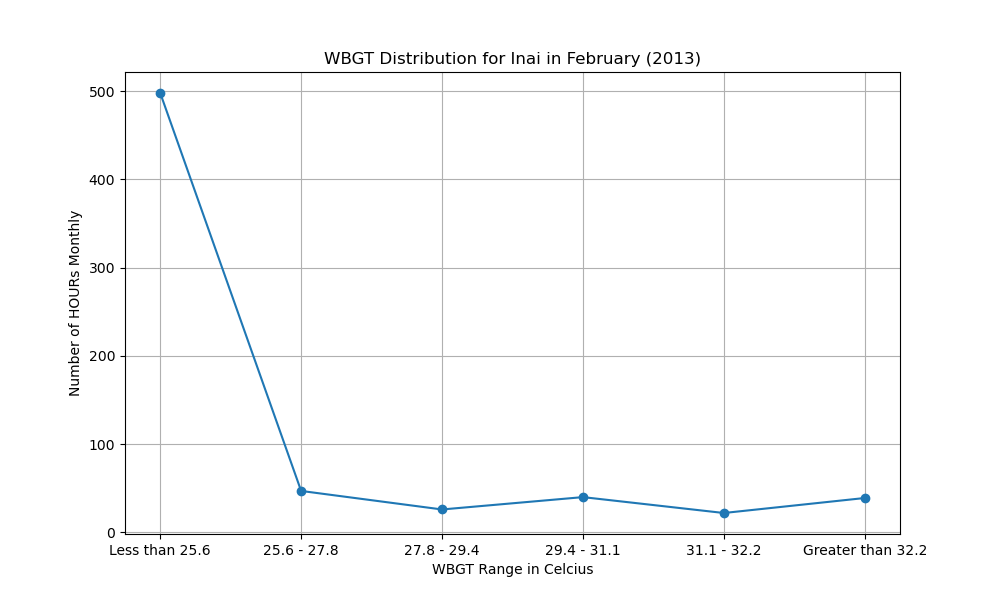 WBGT Distribution for Inai in February (2013)
Number of HOURs Monthly
500
400
300
200
100
0
Less than 25.6
25.6 - 27.8
27.8 - 29.4
29.4 - 31.1
31.1 - 32.2
Greater than 32.2
WBGT Range in Celcius